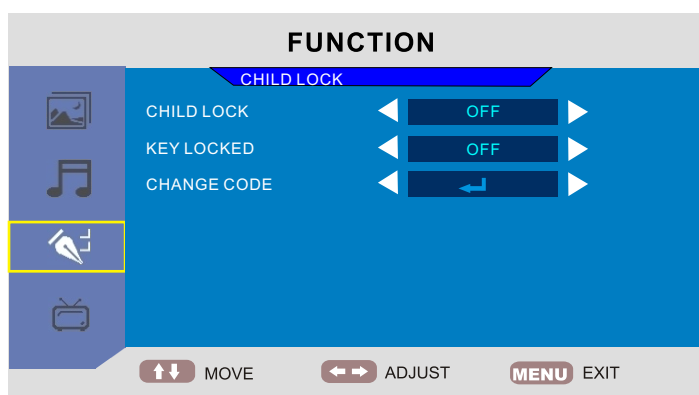 FUNCTION
CHILD LOCK
CHILD LOCK OFF
KEY LOCKED OFF
CHANGE CODE
MOVE ADJUST MENU EXIT